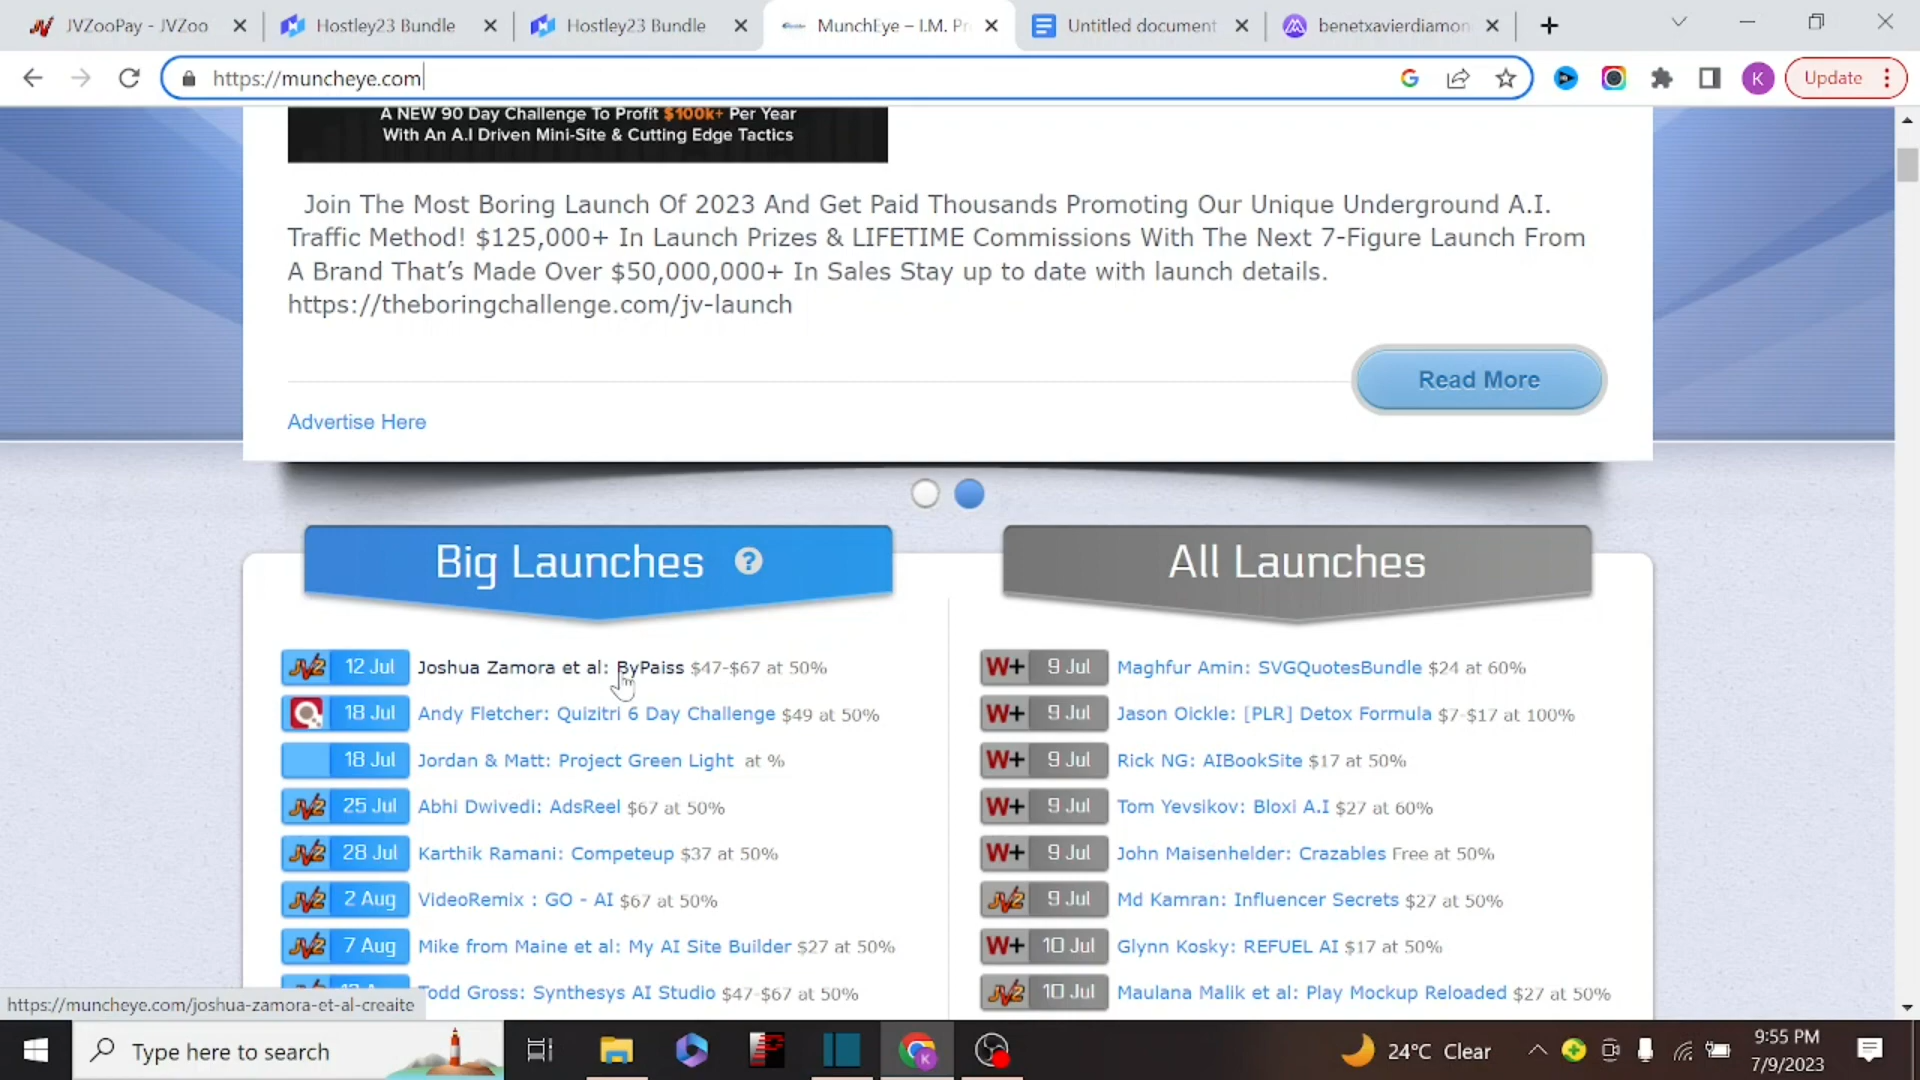 JVZooPay - JVZoo
Hostley23 Bundle
Hostley23 Bundle
MunchEye – I.M. Pr
Untitled document
benetxavierdiamon
https://muncheye.com
K
Update
A NEW 90 Day Challenge To Profit $100k+ Per Year
With An A.I Driven Mini-Site & Cutting Edge Tactics
Join The Most Boring Launch Of 2023 And Get Paid Thousands Promoting Our Unique Underground A.I.
Traffic Method! $125,000+ In Launch Prizes & LIFETIME Commissions With The Next 7-Figure Launch From
A Brand That's Made Over $50,000,000+ In Sales Stay up to date with launch details.
https://theboringchallenge.com/jv-launch
Read More
Advertise Here
Big Launches ?
JVZ 12 Jul Joshua Zamora et al: ByPaiss $47-$67 at 50%
18 Jul Andy Fletcher: Quizitri 6 Day Challenge $49 at 50%
18 Jul Jordan & Matt: Project Green Light at %
JVZ 25 Jul Abhi Dwivedi: AdsReel $67 at 50%
JVZ 28 Jul Karthik Ramani: Competeup $37 at 50%
JVZ 2 Aug VideoRemix : GO - AI $67 at 50%
JVZ 7 Aug Mike from Maine et al: My AI Site Builder $27 at 50%
Todd Gross: Synthesys AI Studio $47-$67 at 50%
All Launches
W+ 9 Jul Maghfur Amin: SVGQuotesBundle $24 at 60%
W+ 9 Jul Jason Oickle: [PLR] Detox Formula $7-$17 at 100%
W+ 9 Jul Rick NG: AIBookSite $17 at 50%
W+ 9 Jul Tom Yevsikov: Bloxi A.I $27 at 60%
W+ 9 Jul John Maisenhelder: Crazables Free at 50%
JVZ 9 Jul Md Kamran: Influencer Secrets $27 at 50%
W+ 10 Jul Glynn Kosky: REFUEL AI $17 at 50%
JVZ 10 Jul Maulana Malik et al: Play Mockup Reloaded $27 at 50%
https://muncheye.com/joshua-zamora-et-al-creaite
Type here to search
K
24°C Clear
9:55 PM
7/9/2023